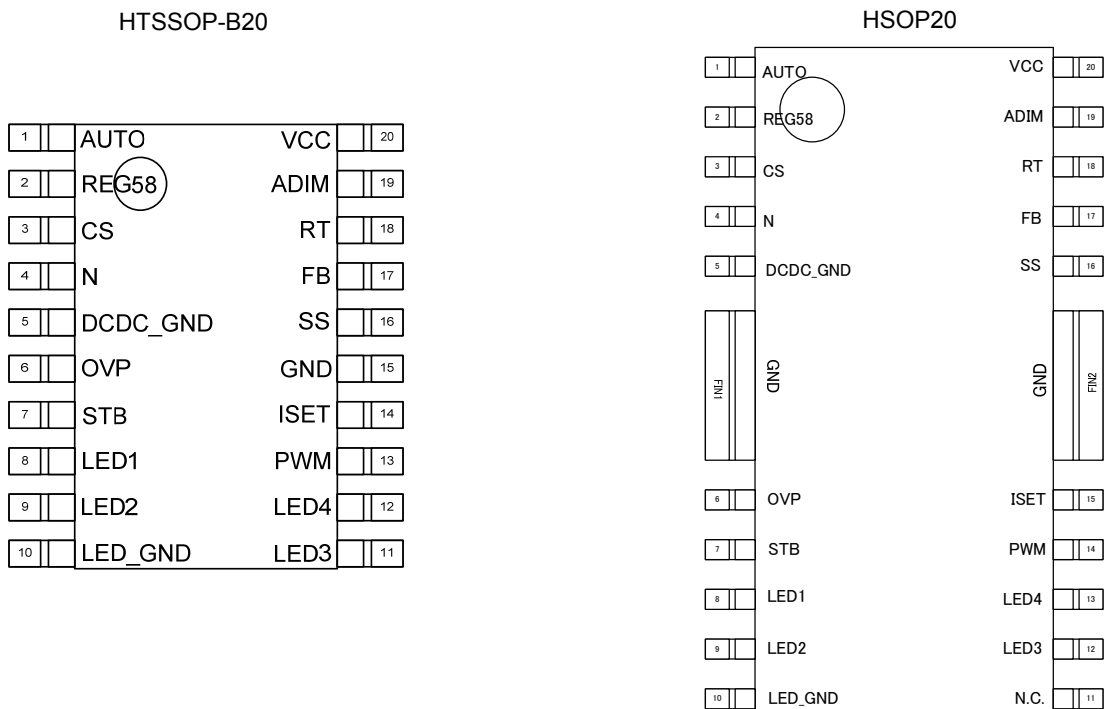 HTSSOP-B20
1 AUTO VCC 20
2 REG58 ADIM 19
3 CS RT 18
4 N FB 17
5 DCDC_GND SS 16
6 OVP GND 15
7 STB ISET 14
8 LED1 PWM 13
9 LED2 LED4 12
10 LED_GND LED3 11
HSOP20
1 AUTO VCC 20
2 REG58 ADIM 19
3 CS RT 18
4 N FB 17
5 DCDC_GND SS 16
FIN1 GND GND FIN2
6 OVP ISET 15
7 STB PWM 14
8 LED1 LED4 13
9 LED2 LED3 12
10 LED_GND N.C. 11